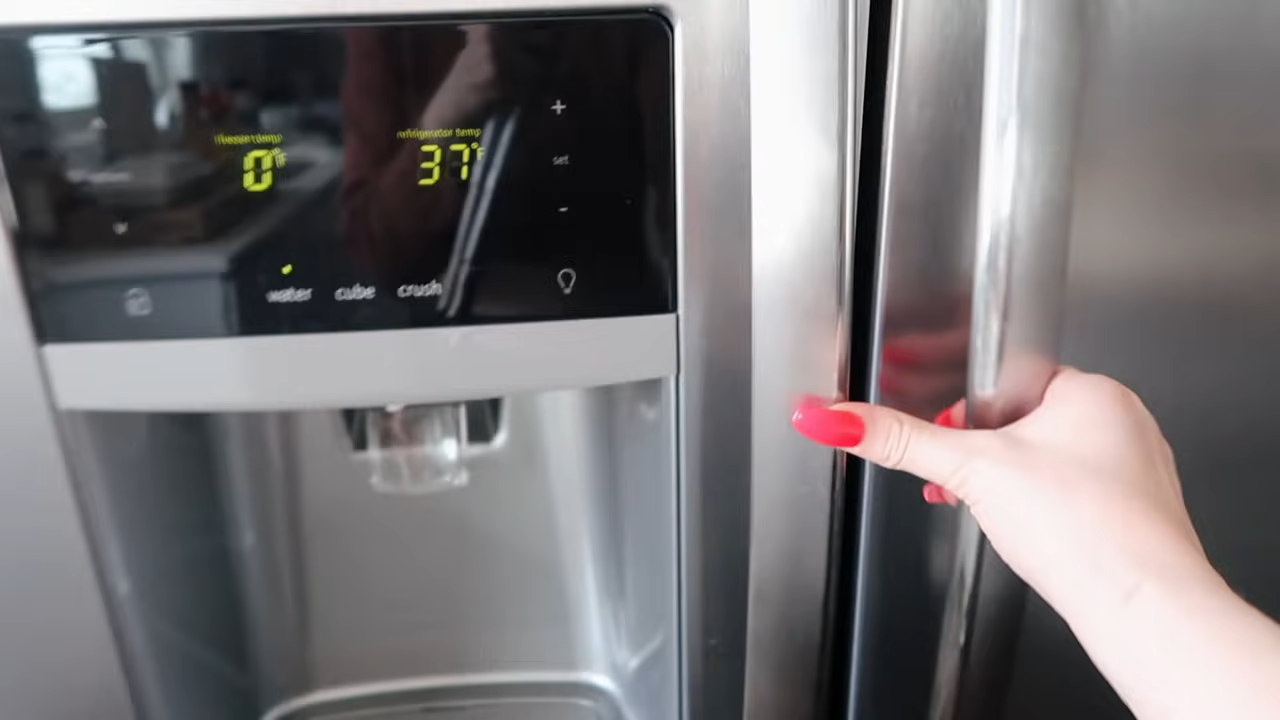 freezer temp
0°F
refrigerator temp
37°F
+
set
-
water cube crush